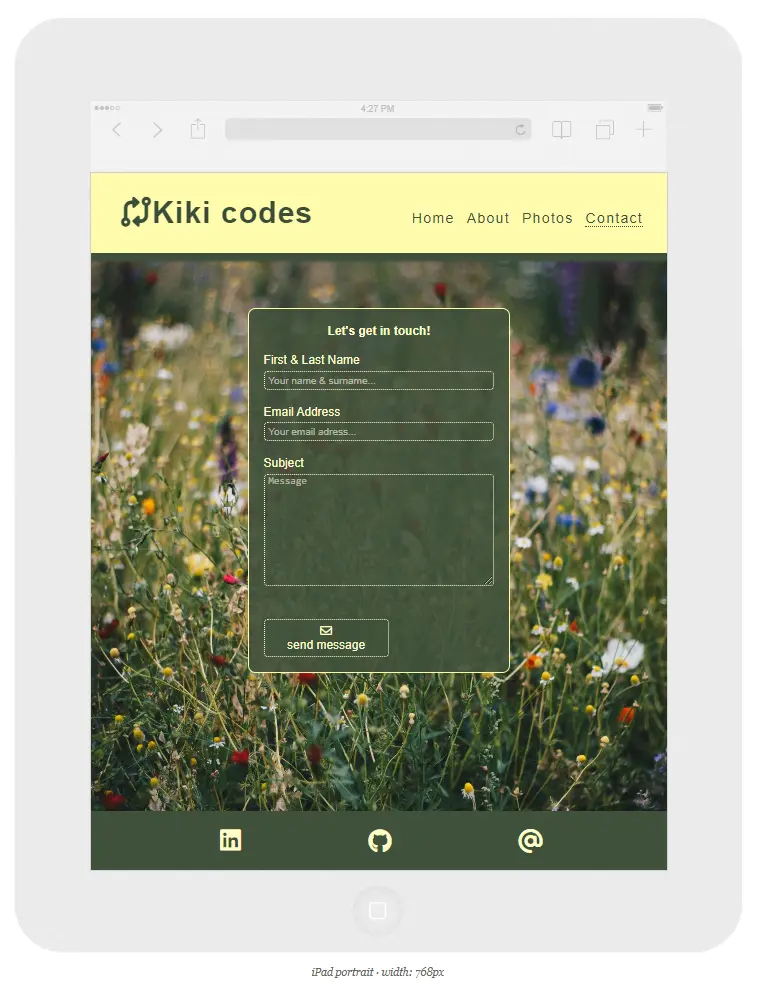 4:27 PM
Kiki codes
Home About Photos Contact
Let's get in touch!
First & Last Name
Your name & surname...
Email Address
Your email adress...
Subject
Message
send message
in
@
iPad portrait · width: 768px